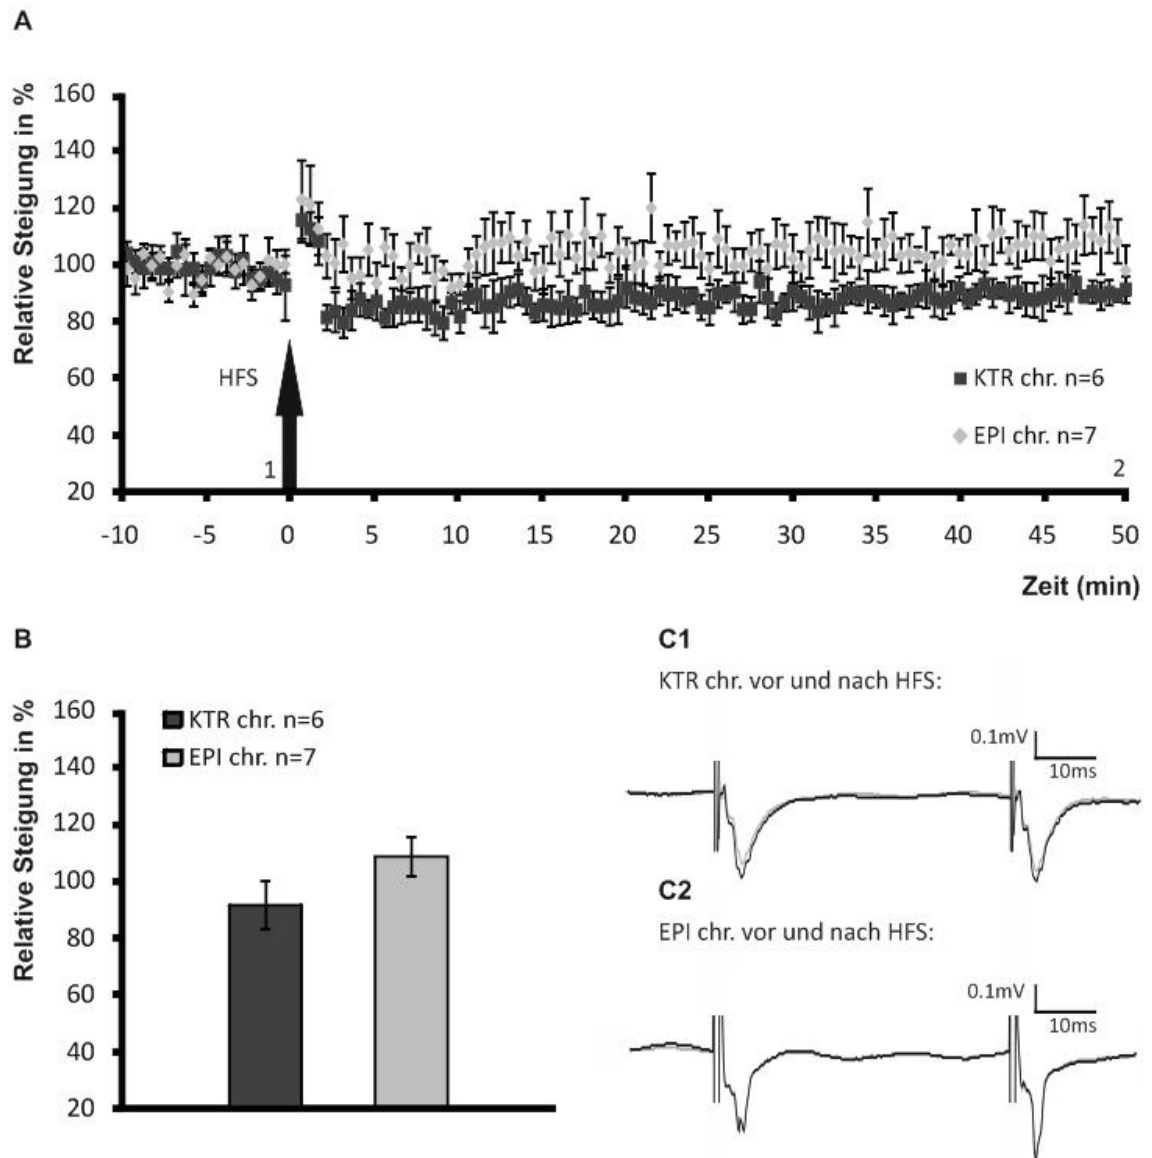 A
Relative Steigung in %
160
140
120
100
80
60
40
20
HFS
1
2
KTR chr. n=6
EPI chr. n=7
-10 -5 0 5 10 15 20 25 30 35 40 45 50
Zeit (min)
B
Relative Steigung in %
160
140
120
100
80
60
40
20
KTR chr. n=6
EPI chr. n=7
C1
KTR chr. vor und nach HFS:
0.1mV
10ms
C2
EPI chr. vor und nach HFS:
0.1mV
10ms